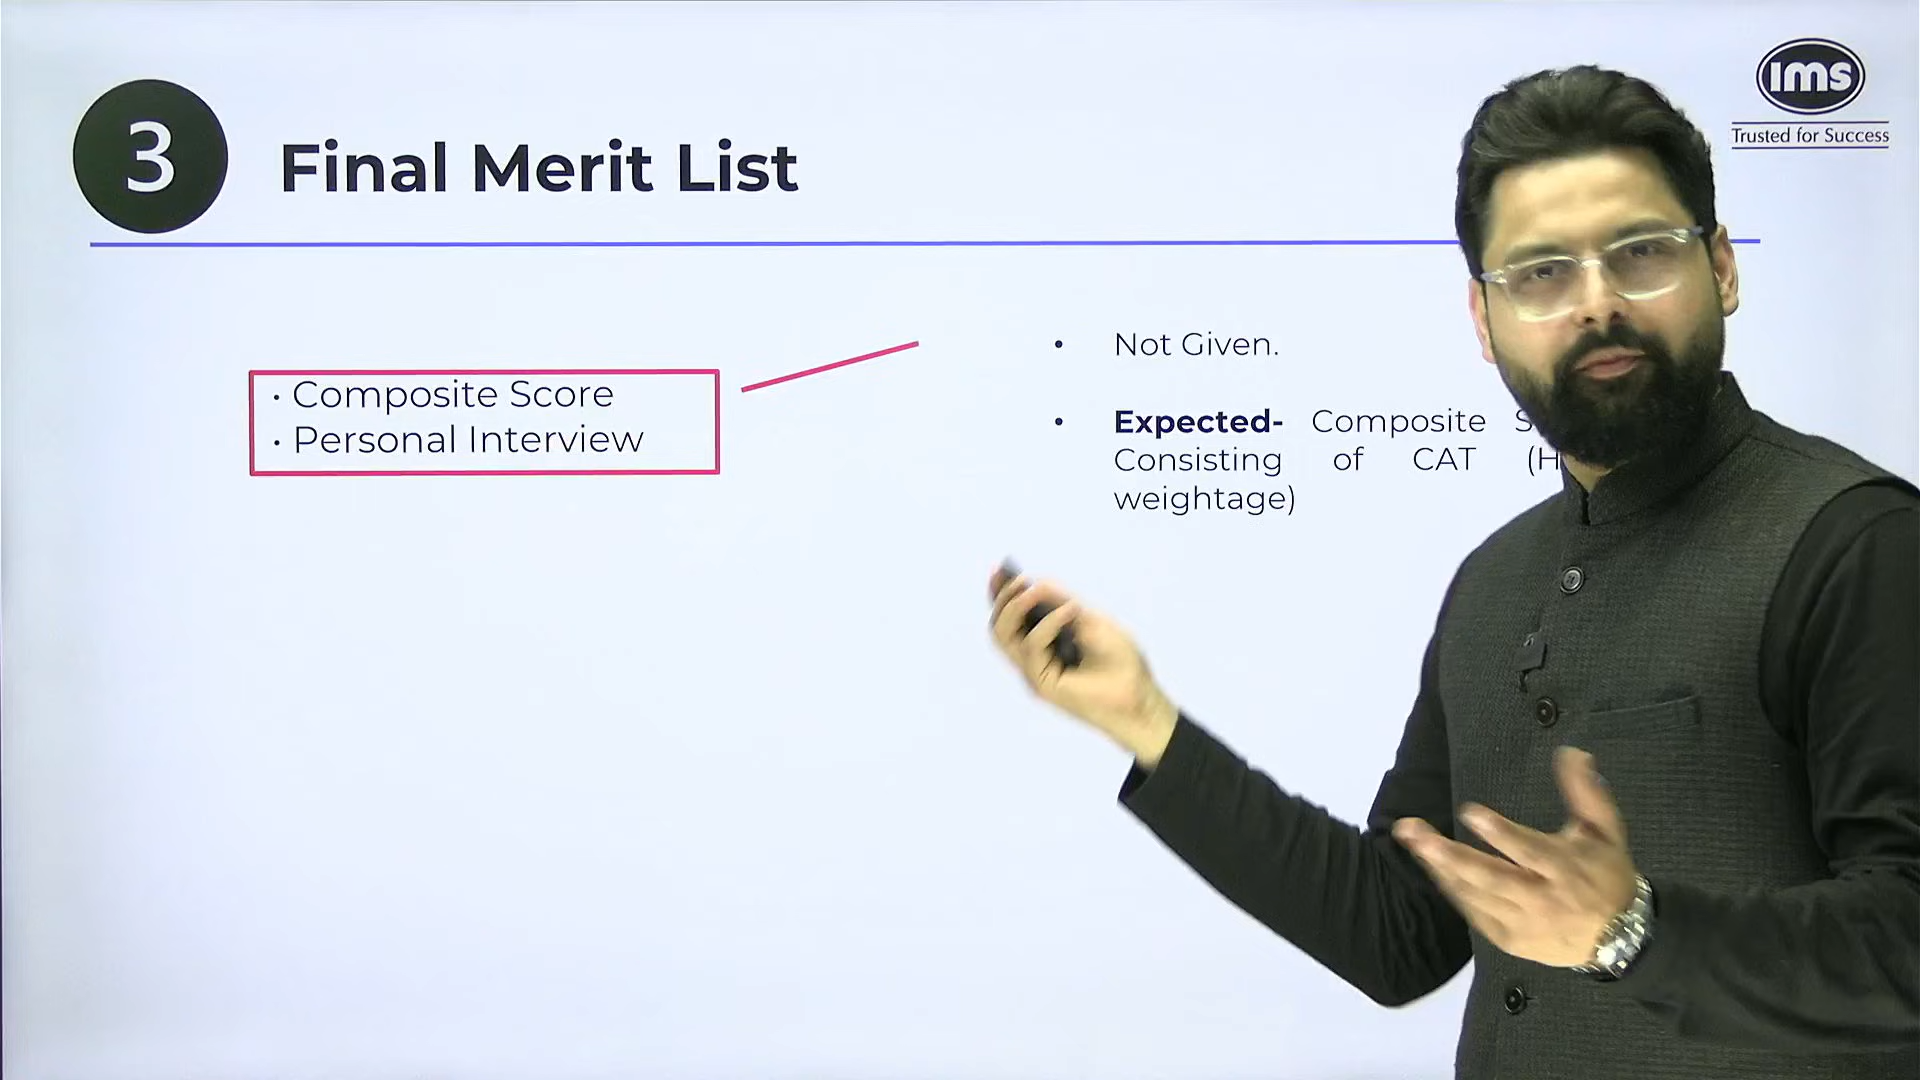 3
Final Merit List
ims
Trusted for Success
• Composite Score
• Personal Interview
• Not Given.
• Expected- Composite
Consisting of CAT
weightage)